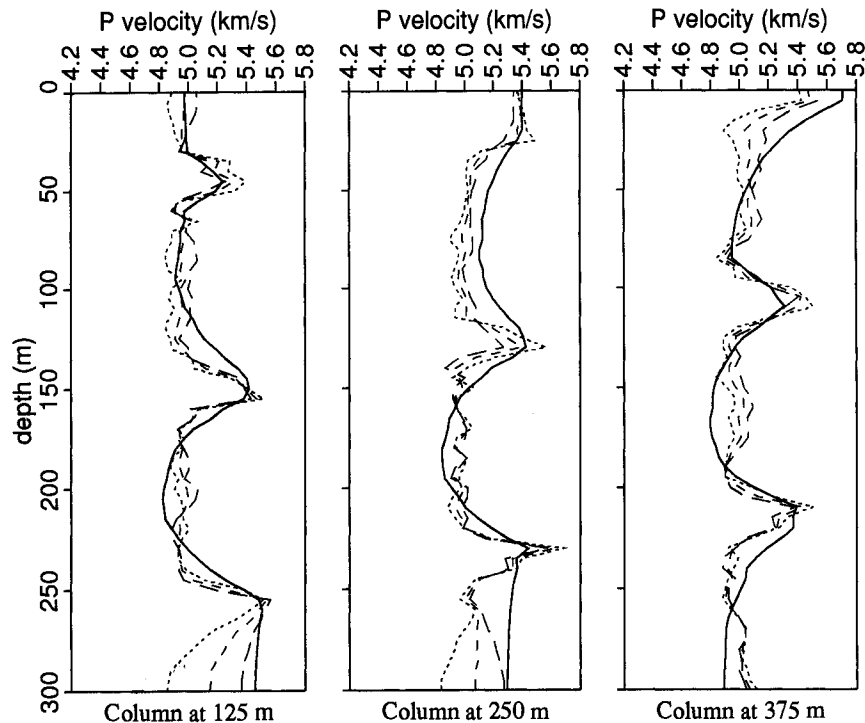 P velocity (km/s)
P velocity (km/s)
P velocity (km/s)
4.2 4.4 4.6 4.8 5.0 5.2 5.4 5.6 5.8
4.2 4.4 4.6 4.8 5.0 5.2 5.4 5.6 5.8
4.2 4.4 4.6 4.8 5.0 5.2 5.4 5.6 5.8
depth (m)
0
50
100
150
200
250
300
Column at 125 m
Column at 250 m
Column at 375 m